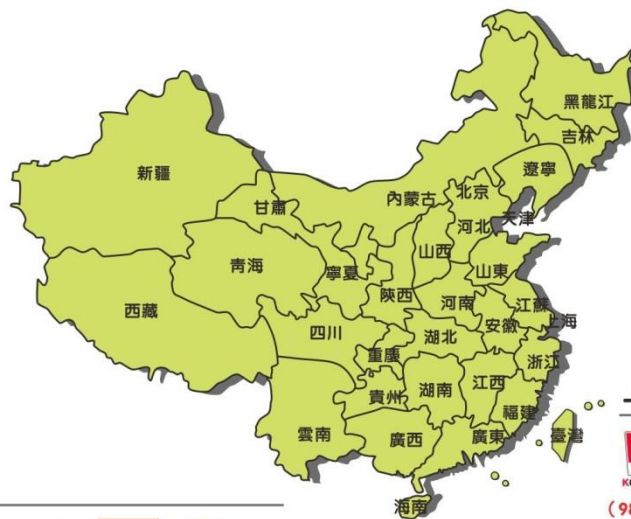 黑龍江
吉林
遼寧
新疆
內蒙古
北京
甘肅
天津
河北
山西
青海
寧夏
山東
陝西
西藏
河南
江蘇
安徽
上海
四川
湖北
重慶
浙江
江西
湖南
貴州
福建
雲南
廣西
廣東
臺灣
海南
(98